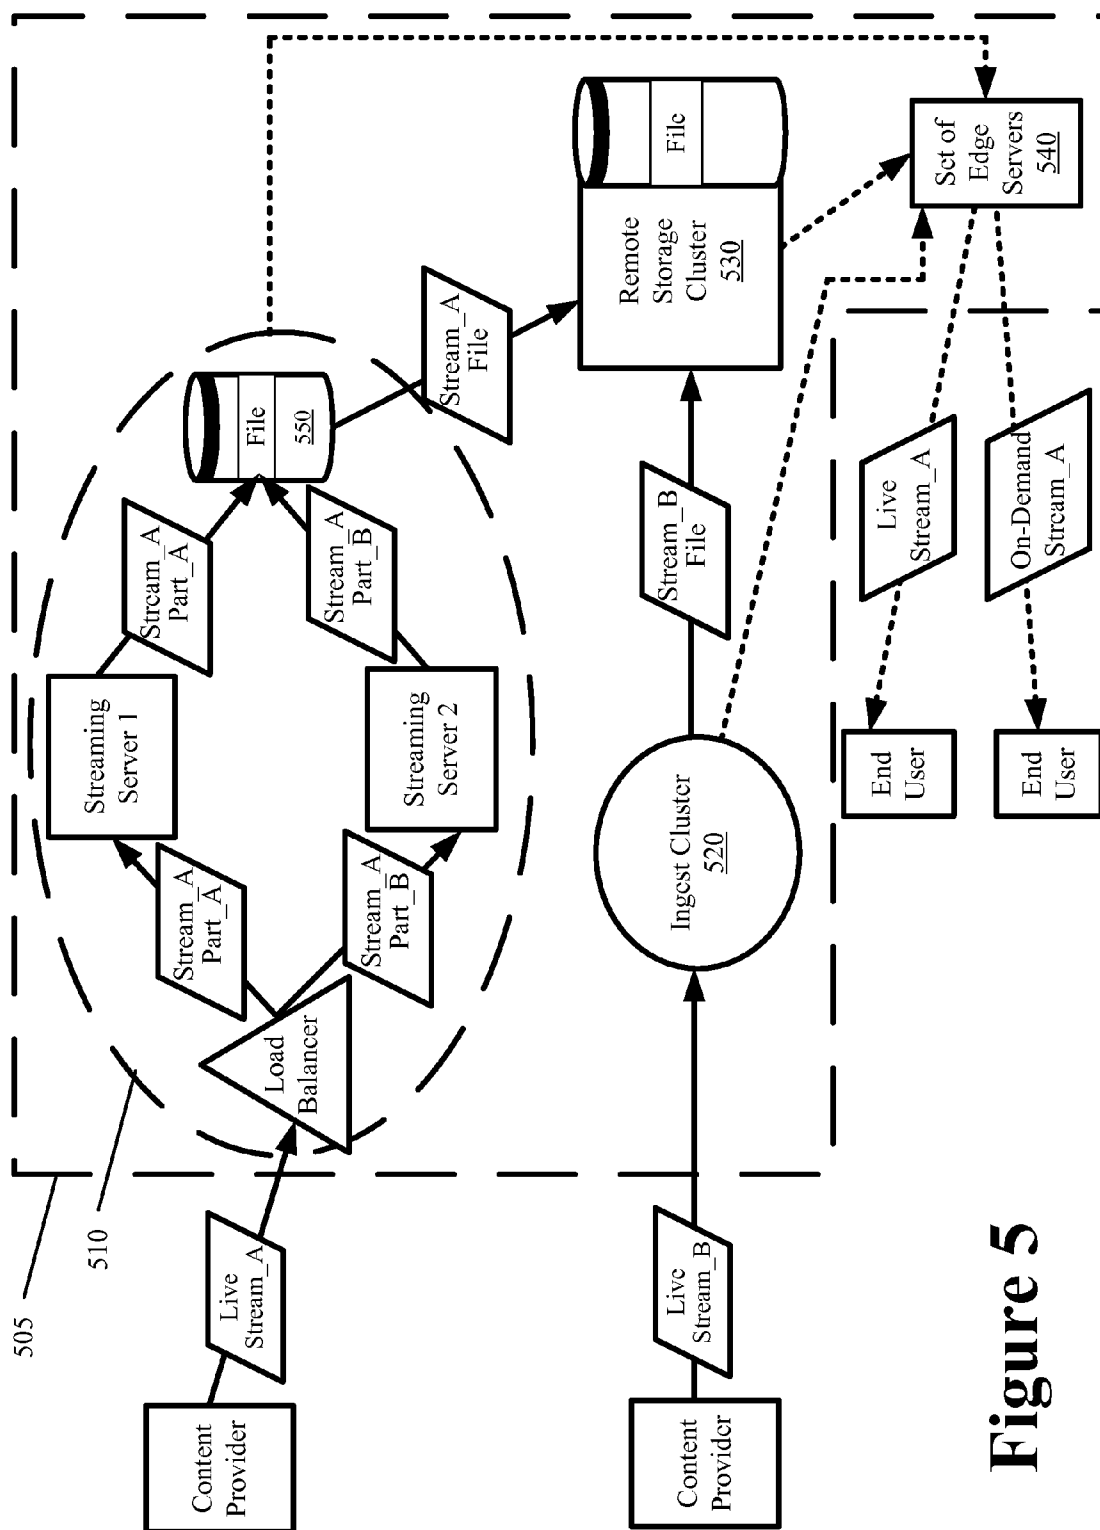 505
510
Content
Provider
Live
Stream_A
Load
Balancer
Stream_A
Part_A
Stream_A
Part_B
Streaming
Server 1
Streaming
Server 2
Stream_A
Part_A
Stream_A
Part_B
File
550
Stream_A
File
Content
Provider
Live
Stream_B
Ingest Cluster
520
Stream_B
File
Remote
Storage
Cluster
530
File
Set of
Edge
Servers
540
Live
Stream_A
On-Demand
Stream_A
End
User
End
User
Figure 5